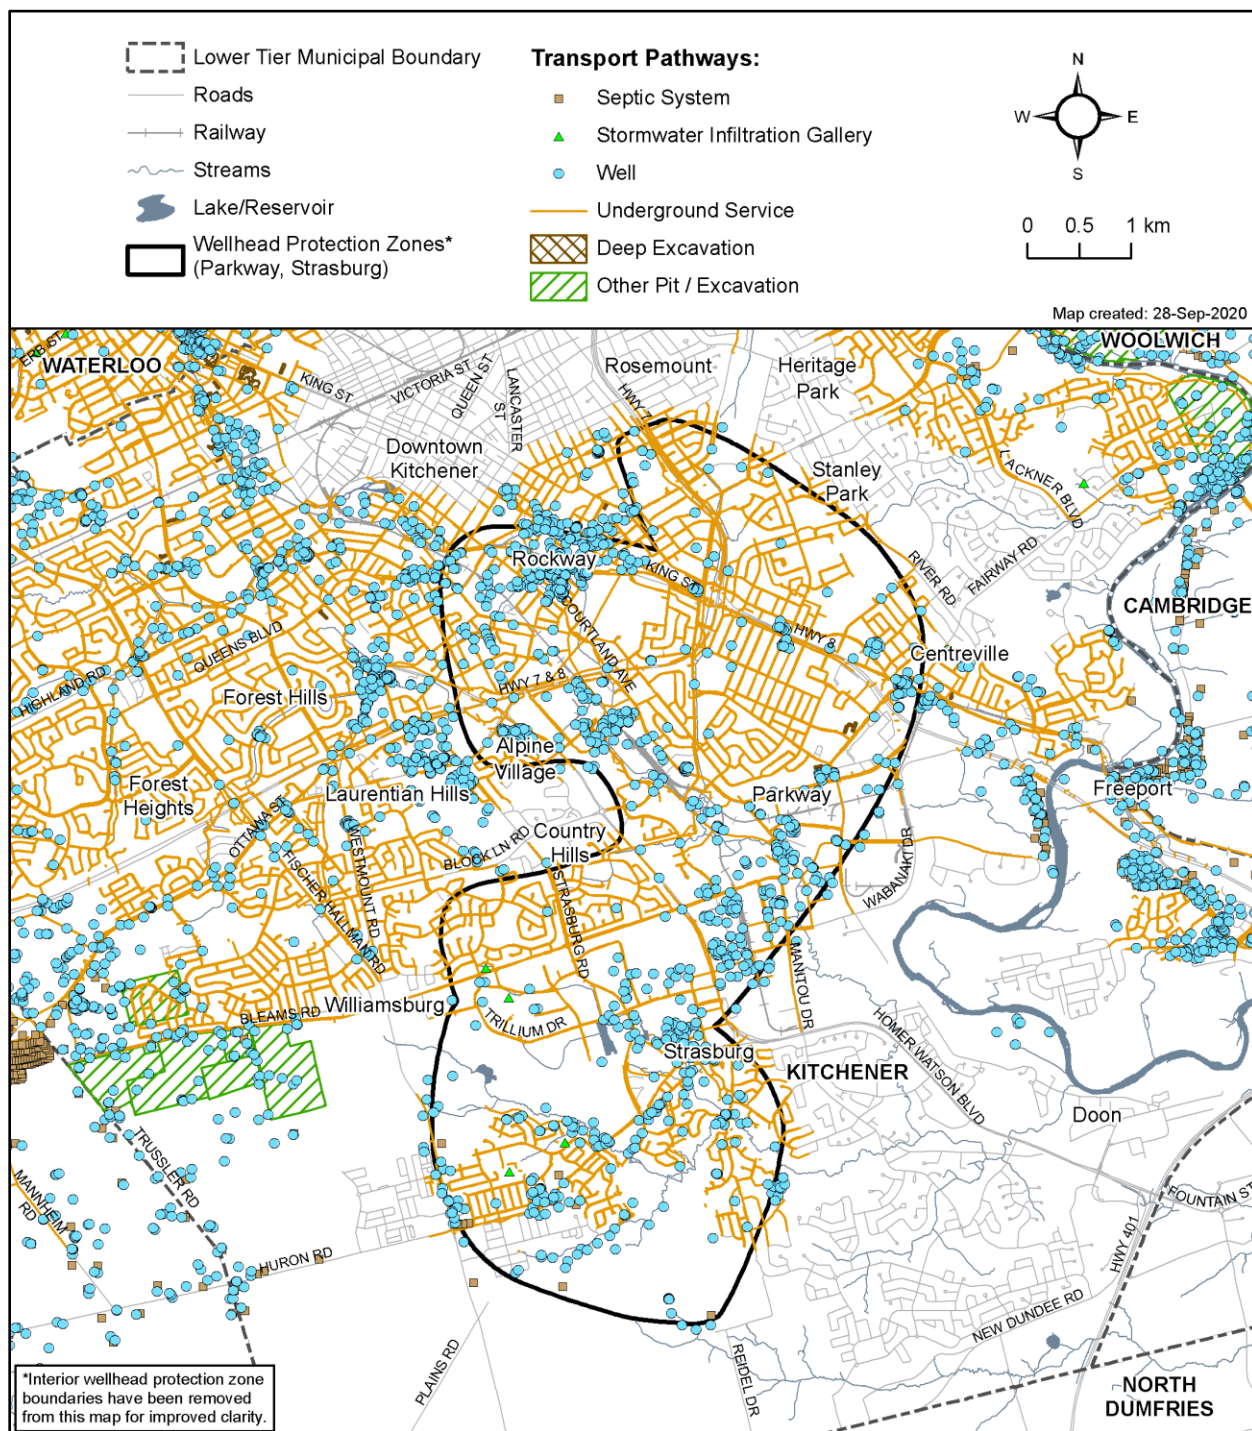 Lower Tier Municipal Boundary
Roads
Railway
Streams
Lake/Reservoir
Wellhead Protection Zones*
(Parkway, Strasburg)
Transport Pathways:
Septic System
Stormwater Infiltration Gallery
Well
Underground Service
Deep Excavation
Other Pit / Excavation
N
W
E
S
0 0.5 1 km
Map created: 28-Sep-2020
ERB ST
WATERLOO
KING ST
VICTORIA ST
QUEEN ST
LANCASTER
ST
HWY 7
Rosemount
Heritage
Park
WOOLWICH
Downtown
Kitchener
Stanley
Park
LACKNER BLVD
Rockway
KING ST
COURTLAND AVE
RIVER RD
FAIRWAY RD
CAMBRIDGE
HWY 8
Centreville
QUEENS BLVD
HIGHLAND RD
Forest Hills
HWY 7 & 8
Alpine
Village
Forest
Heights
Laurentian Hills
Parkway
Freeport
OTTAWA ST
FISCHER HALLMAN RD
WESTMOUNT RD
BLOCK LN RD
Country
Hills
STRASBURG RD
WABANAKI DR
MANITOU DR
Williamsburg
BLEAMS RD
TRILLIUM DR
Strasburg
KITCHENER
HOMER WATSON BLVD
Doon
TRUSSLER RD
MANNHEIM
RD
HURON RD
FOUNTAIN ST
HWY 401
NEW DUNDEE RD
PLAINS RD
REIDEL DR
NORTH
DUMFRIES
*Interior wellhead protection zone
boundaries have been removed
from this map for improved clarity.